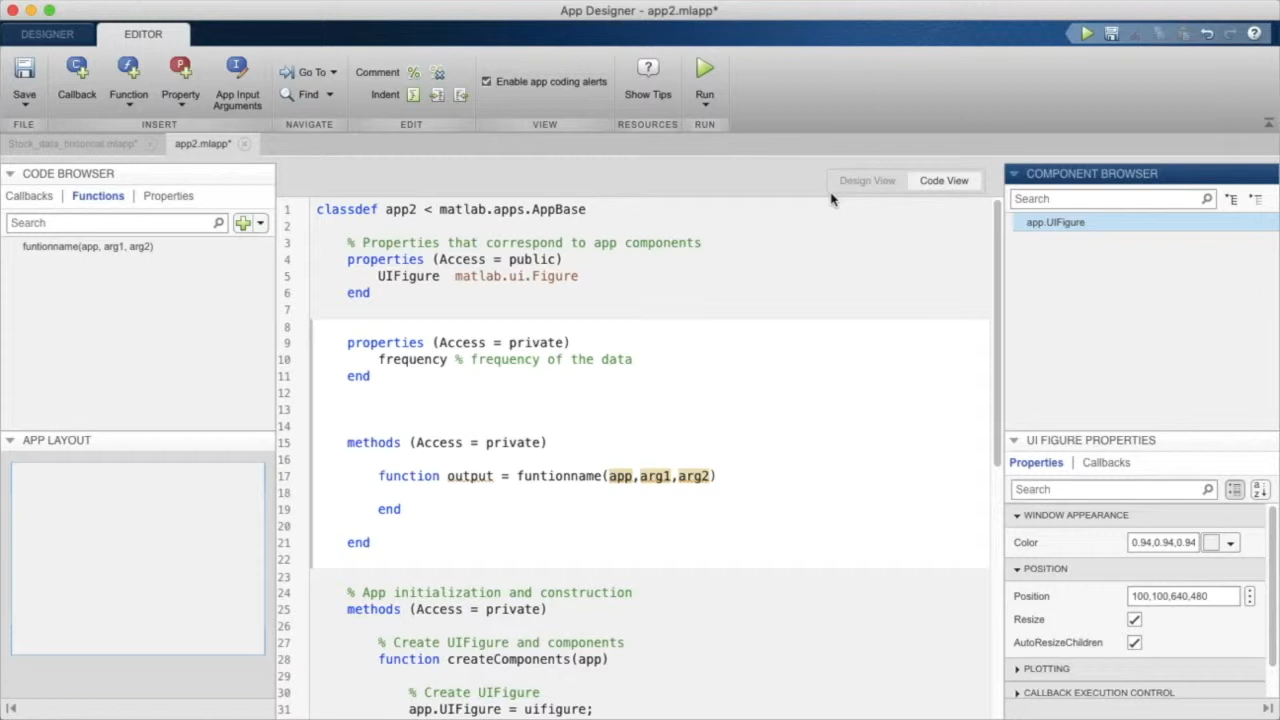 App Designer - app2.mlapp*
DESIGNER
EDITOR
Save
Callback
Function
Property
App Input
Arguments
Go To
Find
Comment
Indent
Enable app coding alerts
Show Tips
Run
FILE
INSERT
NAVIGATE
EDIT
VIEW
RESOURCES
RUN
Stock_data_historical.mlapp*
app2.mlapp*
CODE BROWSER
Callbacks | Functions | Properties
Search
funtionname(app, arg1, arg2)
APP LAYOUT
Design View
Code View
1 classdef app2 < matlab.apps.AppBase
2
3 % Properties that correspond to app components
4 properties (Access = public)
5 UIFigure matlab.ui.Figure
6 end
7
8
9 properties (Access = private)
10 frequency % frequency of the data
11 end
12
13
14
15 methods (Access = private)
16
17 function output = funtionname(app,arg1,arg2)
18
19 end
20
21 end
22
23
24 % App initialization and construction
25 methods (Access = private)
26
27 % Create UIFigure and components
28 function createComponents(app)
29
30 % Create UIFigure
31 app.UIFigure = uifigure;
COMPONENT BROWSER
Search
app.UIFigure
UI FIGURE PROPERTIES
Properties | Callbacks
Search
WINDOW APPEARANCE
Color 0.94,0.94,0.94
POSITION
Position 100,100,640,480
Resize
AutoResizeChildren
PLOTTING
CALLBACK EXECUTION CONTROL